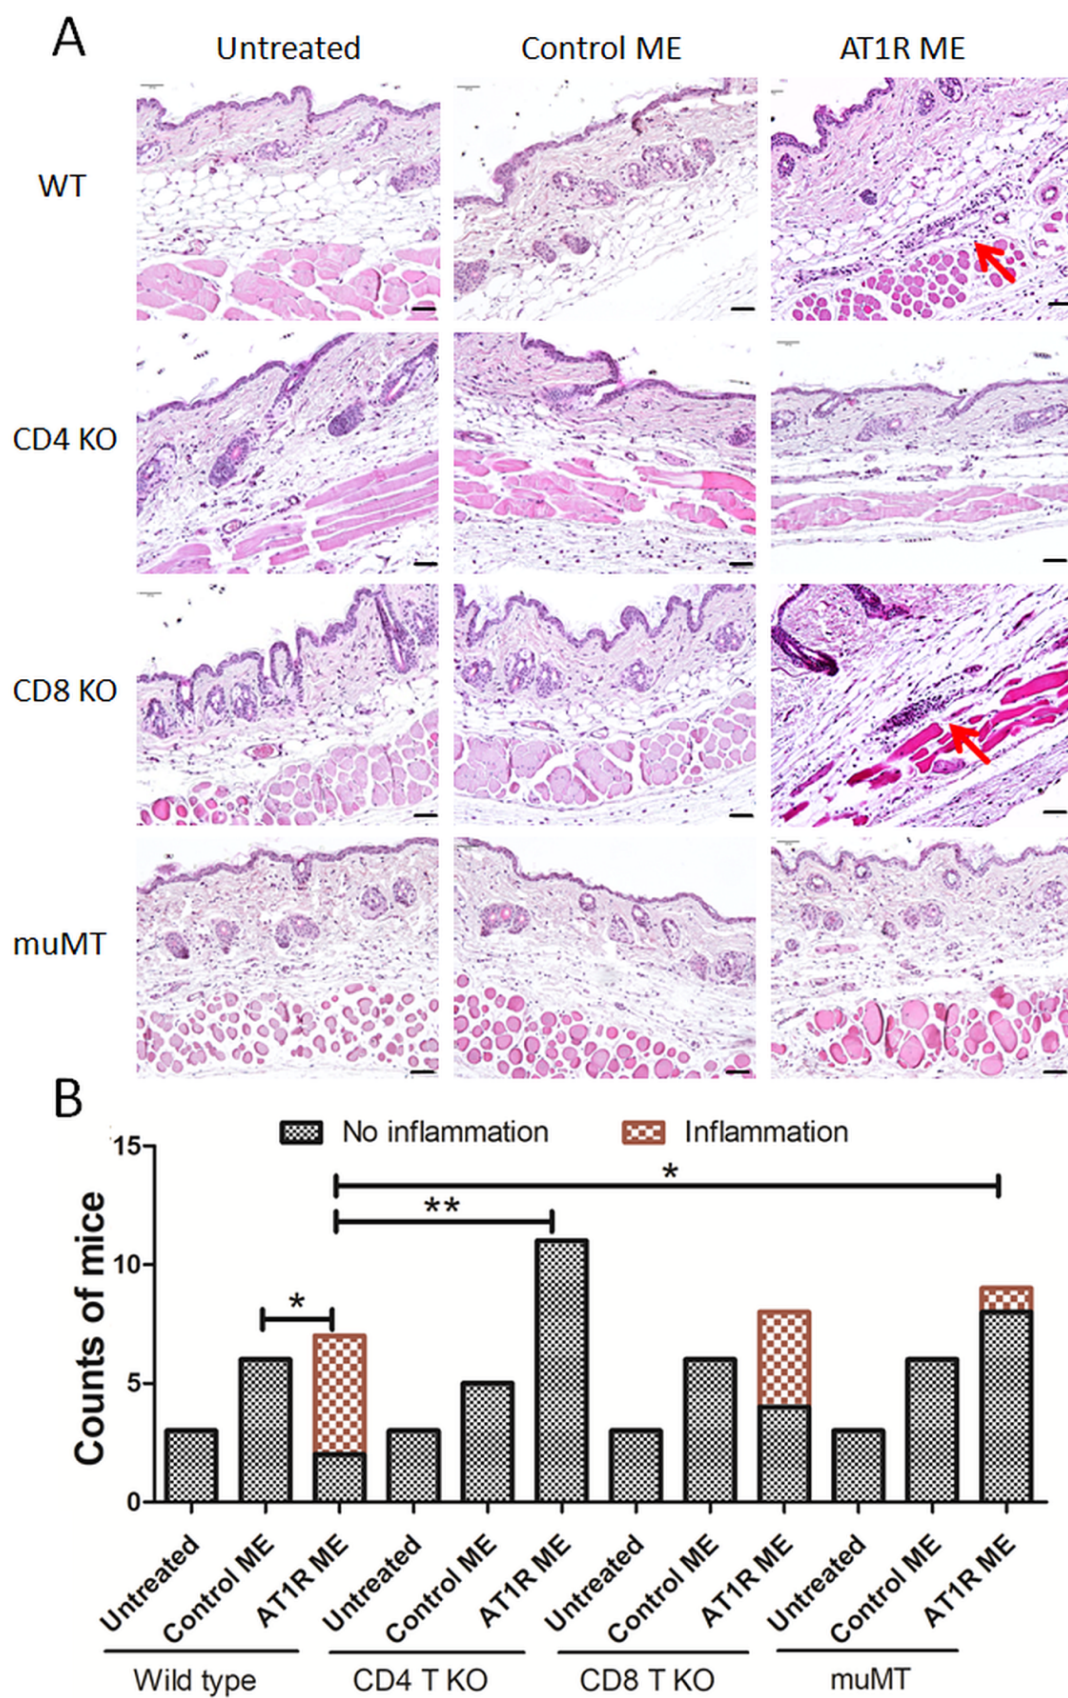 A
Untreated Control ME AT1R ME
WT
CD4 KO
CD8 KO
muMT
B
No inflammation Inflammation
15
10
5
0
Counts of mice
*
**
*
Untreated Control ME AT1R ME Untreated Control ME AT1R ME Untreated Control ME AT1R ME Untreated Control ME AT1R ME
Wild type CD4 T KO CD8 T KO muMT